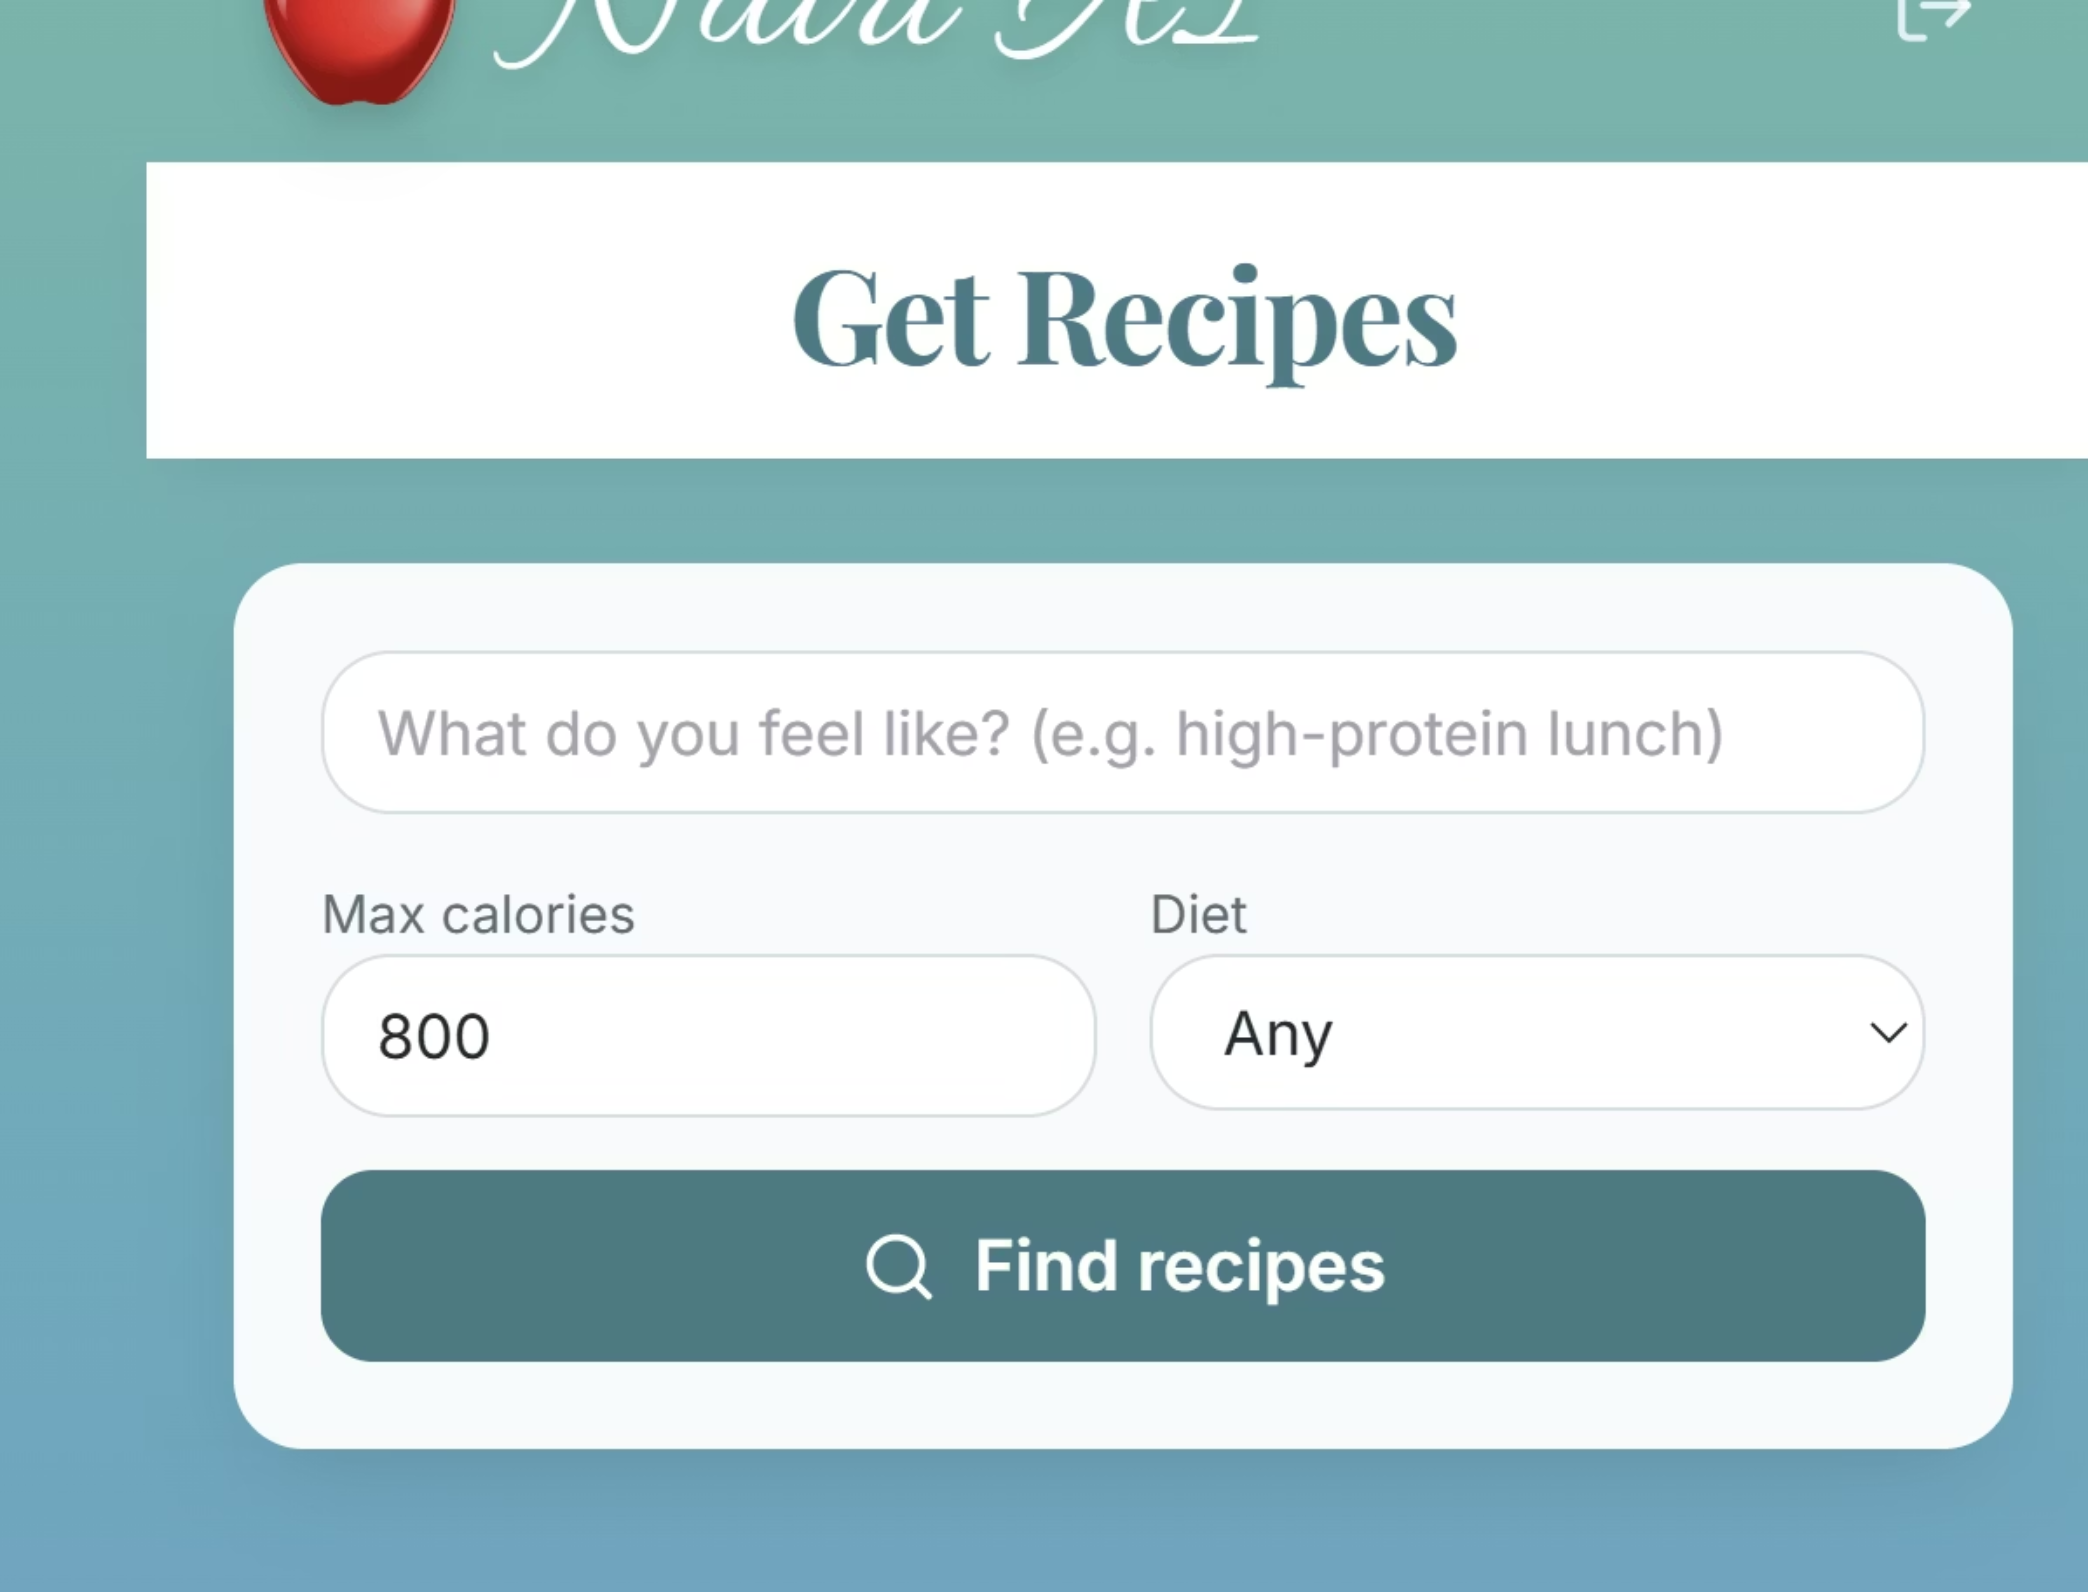 Get Recipes
What do you feel like? (e.g. high-protein lunch)
Max calories
Diet
800
Any
Find recipes